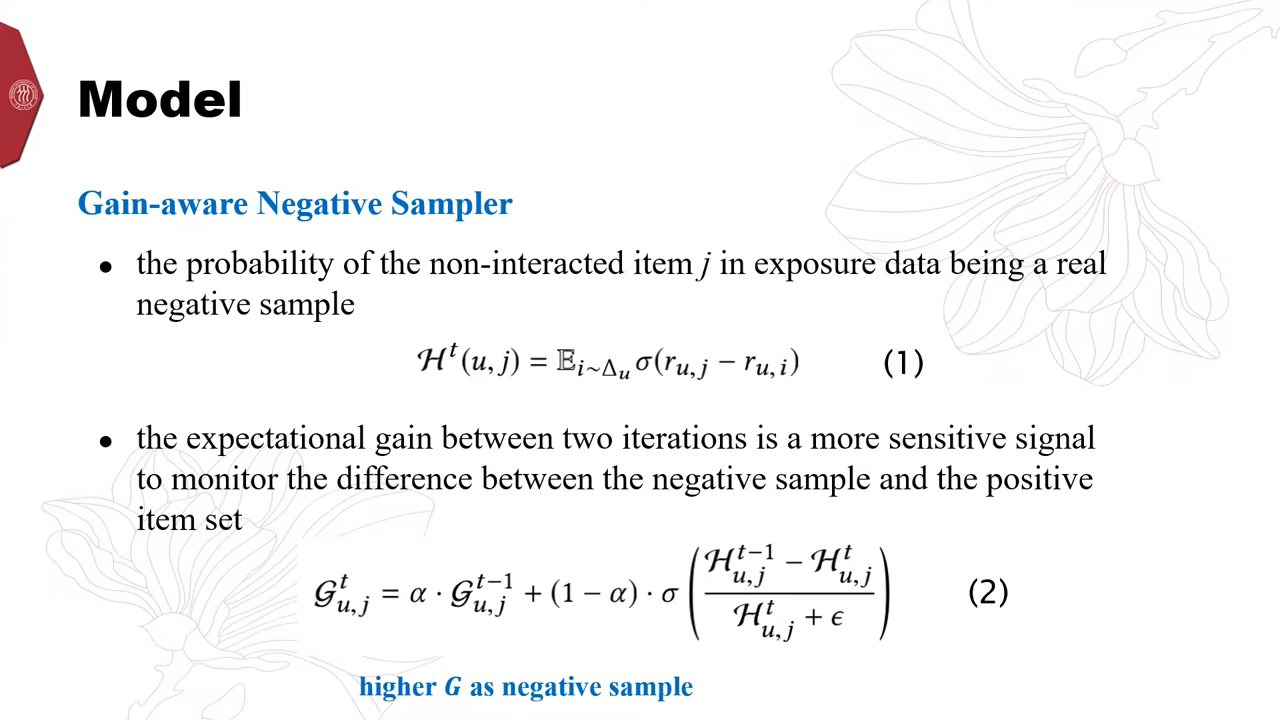 Model
Gain-aware Negative Sampler
• the probability of the non-interacted item j in exposure data being a real
negative sample
ℋᵗ(u, j) = 𝔼_{i∼Δ_u} σ(r_{u,j} − r_{u,i}) (1)
• the expectational gain between two iterations is a more sensitive signal
to monitor the difference between the negative sample and the positive
item set
𝒢^t_{u,j} = α · 𝒢^{t−1}_{u,j} + (1 − α) · σ ( (ℋ^{t−1}_{u,j} − ℋ^t_{u,j}) / (ℋ^t_{u,j} + ϵ) ) (2)
higher G as negative sample